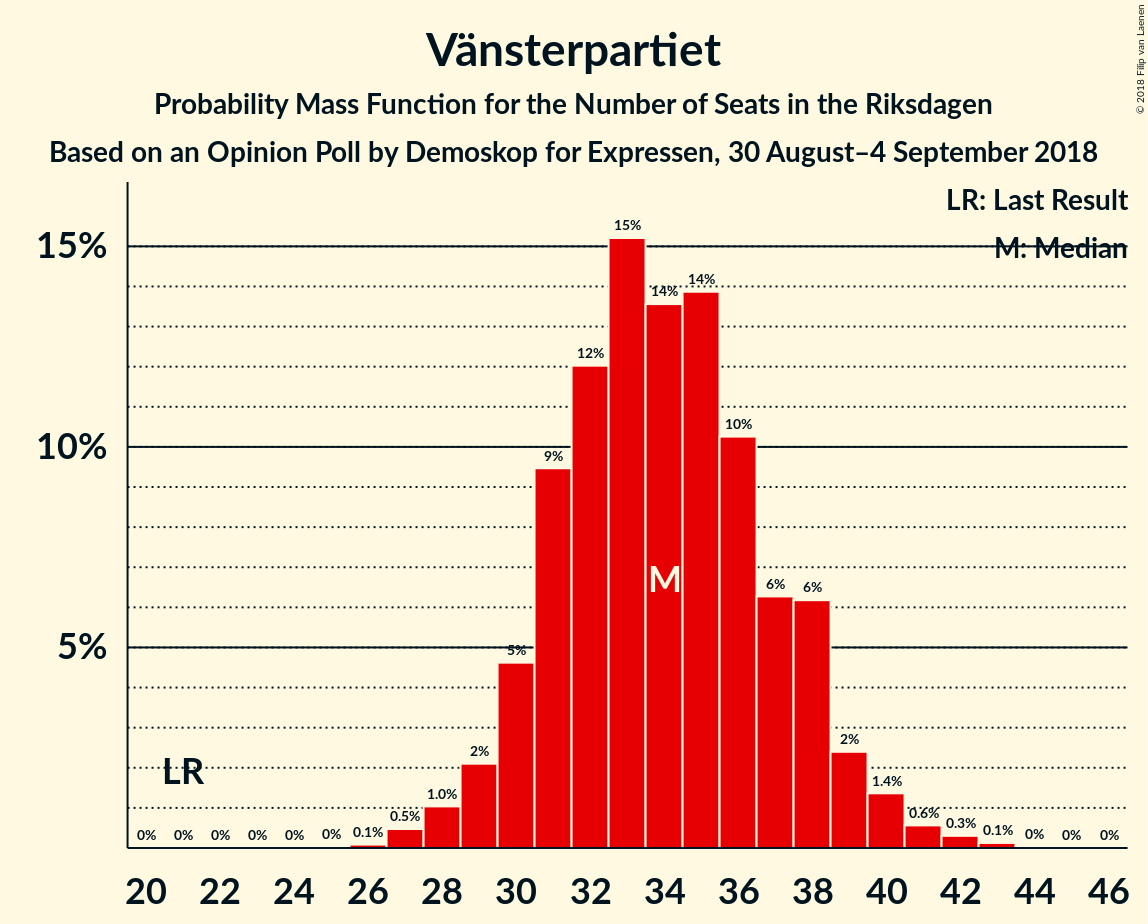 Vänsterpartiet
Probability Mass Function for the Number of Seats in the Riksdagen
Based on an Opinion Poll by Demoskop for Expressen, 30 August–4 September 2018
© 2018 Filip van Laenen
LR: Last Result
M: Median
15%
10%
5%
0% 0% 0% 0% 0% 0% 0.1% 0.5% 1.0% 2% 5% 9% 12% 15% 14% 14% 10% 6% 6% 2% 1.4% 0.6% 0.3% 0.1% 0% 0% 0%
LR
M
20 22 24 26 28 30 32 34 36 38 40 42 44 46